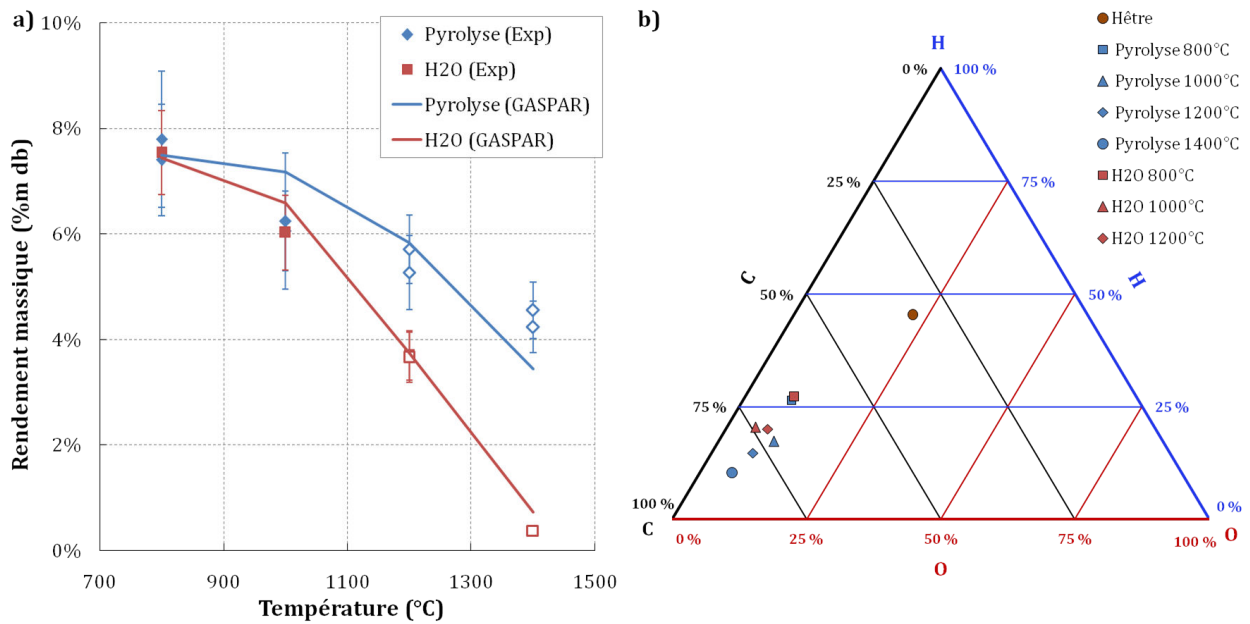 a)
10%
8%
6%
4%
2%
0%
Rendement massique (%m db)
700
900
1100
1300
1500
Température (°C)
Pyrolyse (Exp)
H2O (Exp)
Pyrolyse (GASPAR)
H2O (GASPAR)
b)
H
0 %
100 %
25 %
75 %
C
H
50 %
50 %
75 %
25 %
100 %
0 %
C
O
0 %
25 %
50 %
75 %
100 %
O
Hêtre
Pyrolyse 800°C
Pyrolyse 1000°C
Pyrolyse 1200°C
Pyrolyse 1400°C
H2O 800°C
H2O 1000°C
H2O 1200°C